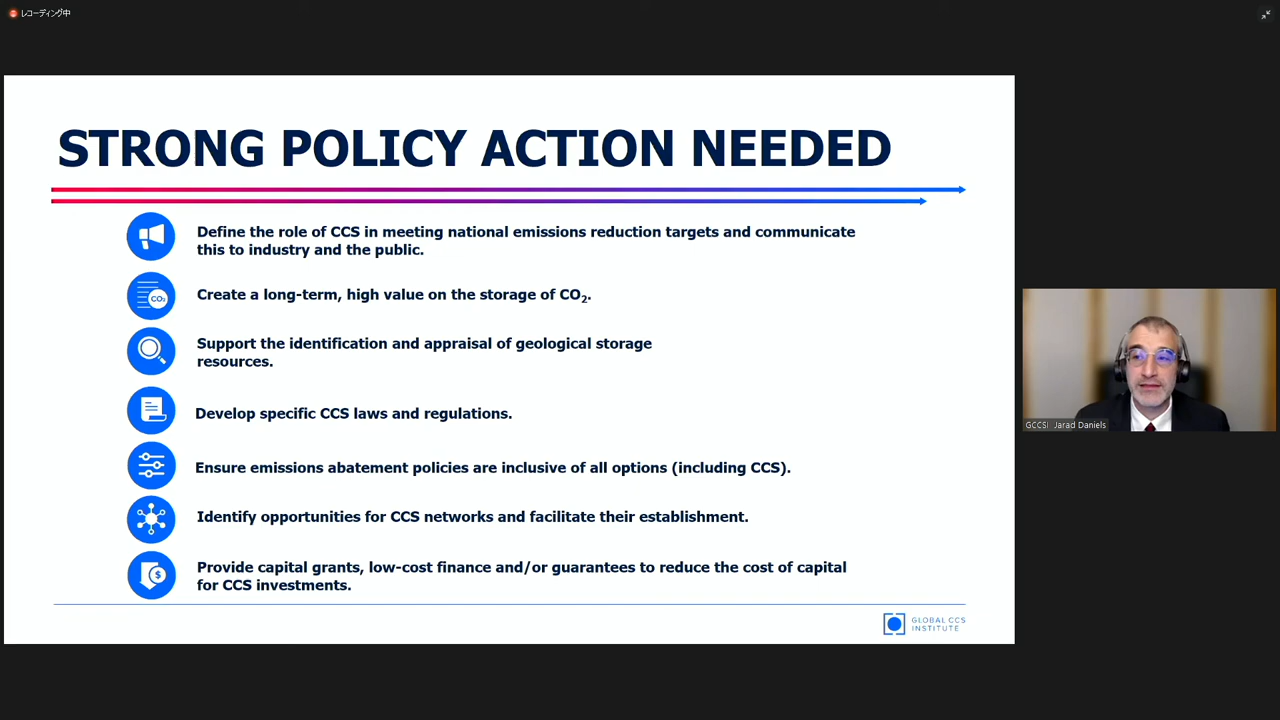 レコーディング中
STRONG POLICY ACTION NEEDED
Define the role of CCS in meeting national emissions reduction targets and communicate
this to industry and the public.
CO₂
Create a long-term, high value on the storage of CO₂.
Support the identification and appraisal of geological storage
resources.
Develop specific CCS laws and regulations.
Ensure emissions abatement policies are inclusive of all options (including CCS).
Identify opportunities for CCS networks and facilitate their establishment.
$
Provide capital grants, low-cost finance and/or guarantees to reduce the cost of capital
for CCS investments.
GLOBAL CCS
INSTITUTE
GCCSI Jarad Daniels